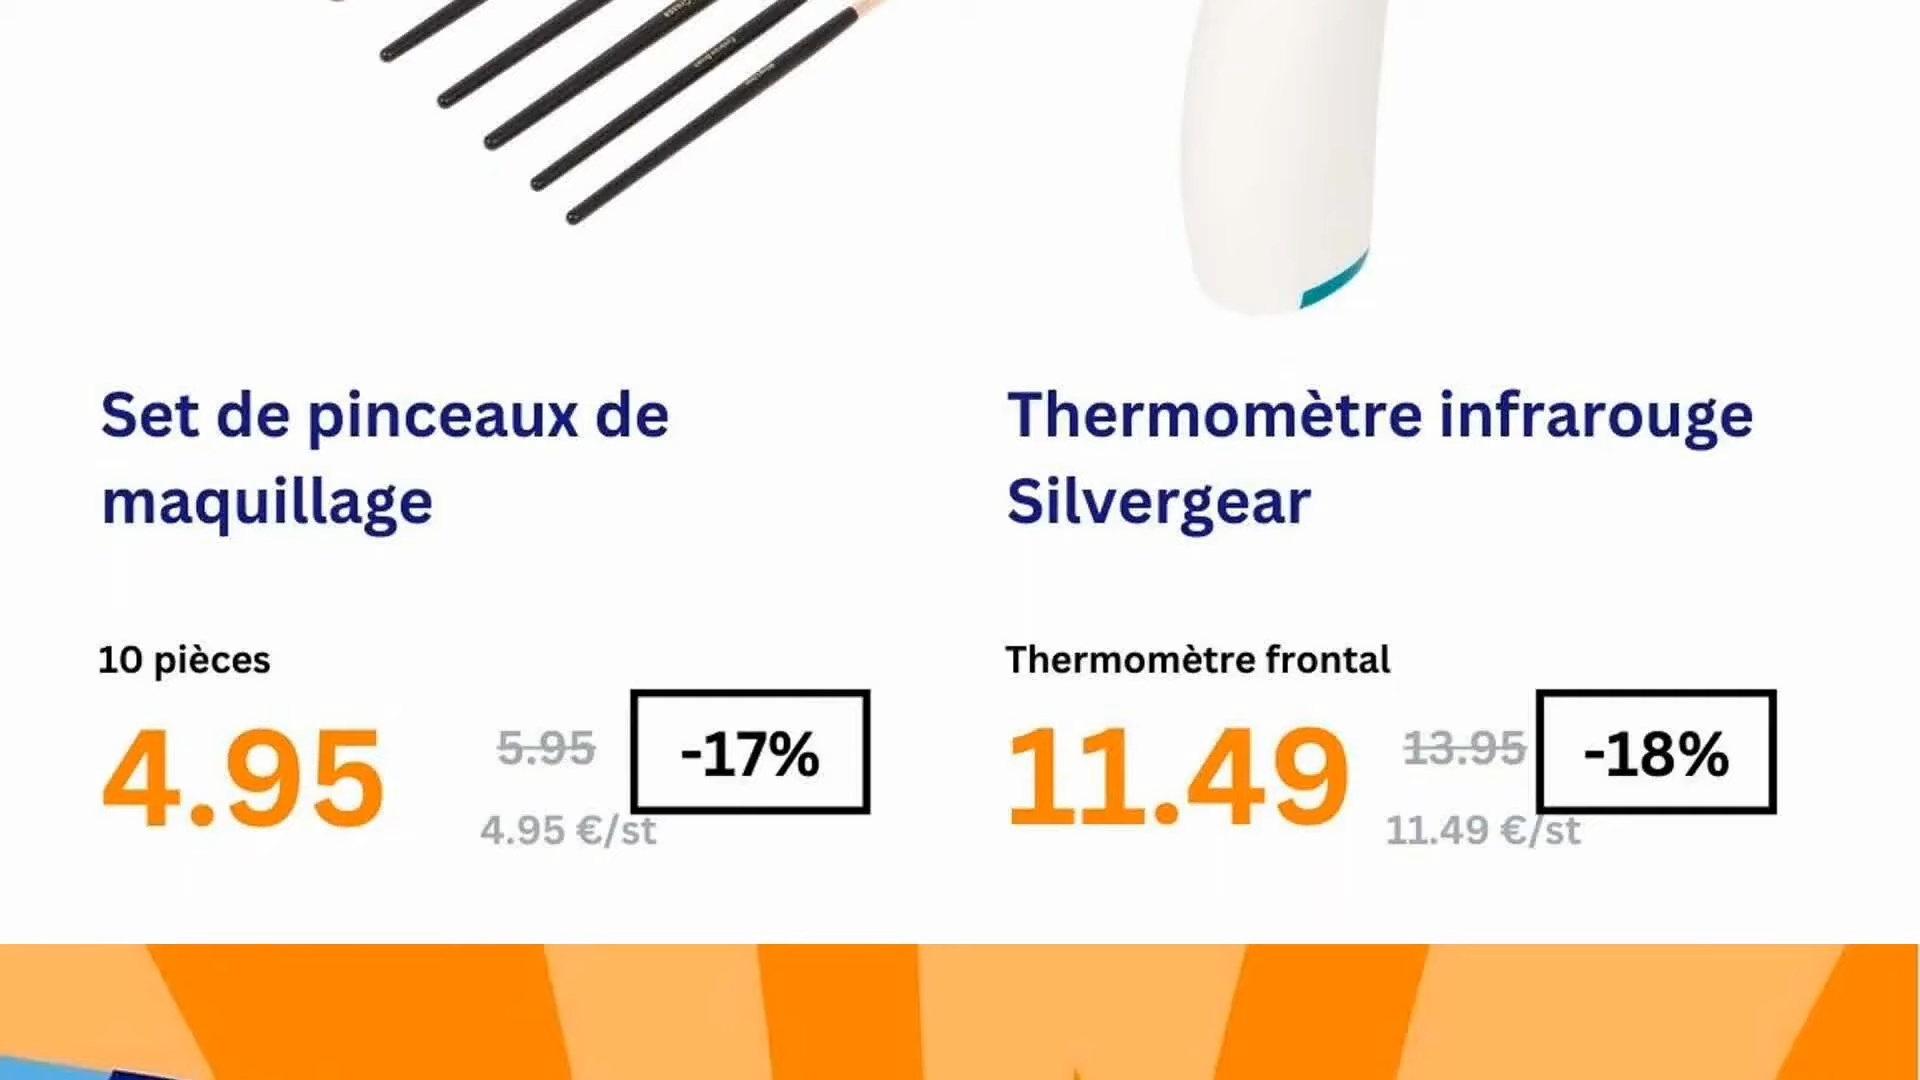 Set de pinceaux de
maquillage
10 pièces
4.95
5.95
-17%
4.95 €/st
Thermomètre infrarouge
Silvergear
Thermomètre frontal
11.49
13.95
-18%
11.49 €/st